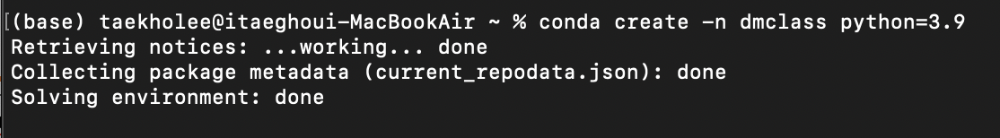 [(base) taekholee@itaeghoui-MacBookAir ~ % conda create -n dmclass python=3.9
Retrieving notices: ...working... done
Collecting package metadata (current_repodata.json): done
Solving environment: done